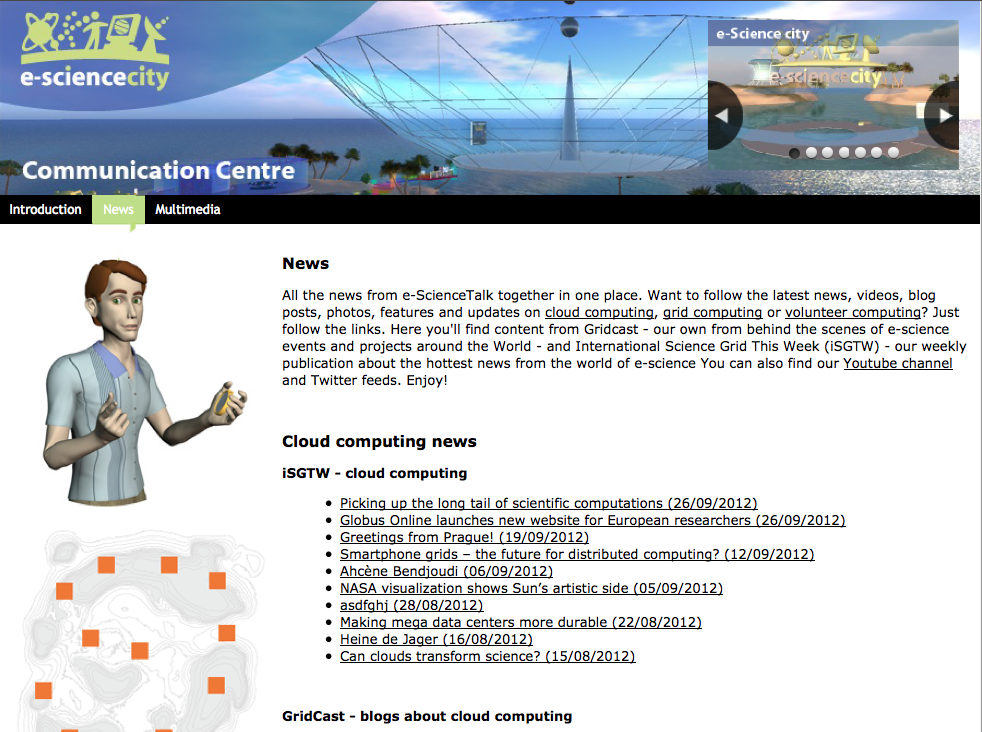 e-sciencecity
e-Science city
e-sciencecity
Communication Centre
Introduction News Multimedia
News
All the news from e-ScienceTalk together in one place. Want to follow the latest news, videos, blog
posts, photos, features and updates on cloud computing, grid computing or volunteer computing? Just
follow the links. Here you'll find content from Gridcast - our own from behind the scenes of e-science
events and projects around the World - and International Science Grid This Week (iSGTW) - our weekly
publication about the hottest news from the world of e-science You can also find our Youtube channel
and Twitter feeds. Enjoy!
Cloud computing news
iSGTW - cloud computing
Picking up the long tail of scientific computations (26/09/2012)
Globus Online launches new website for European researchers (26/09/2012)
Greetings from Prague! (19/09/2012)
Smartphone grids – the future for distributed computing? (12/09/2012)
Ahcène Bendjoudi (06/09/2012)
NASA visualization shows Sun’s artistic side (05/09/2012)
asdfghj (28/08/2012)
Making mega data centers more durable (22/08/2012)
Heine de Jager (16/08/2012)
Can clouds transform science? (15/08/2012)
GridCast - blogs about cloud computing